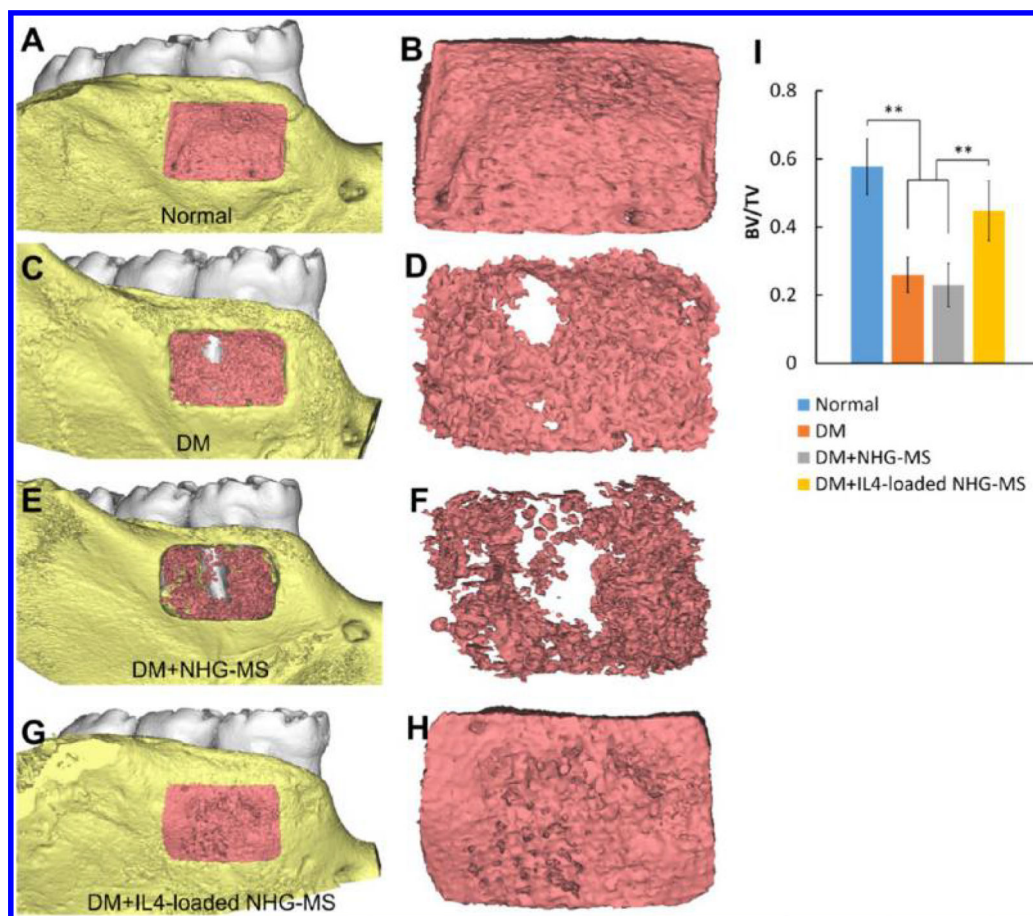 A
Normal
B
C
DM
D
E
DM+NHG-MS
F
G
DM+IL4-loaded NHG-MS
H
I
0.8
0.6
0.4
0.2
0
BV/TV
**
**
Normal
DM
DM+NHG-MS
DM+IL4-loaded NHG-MS